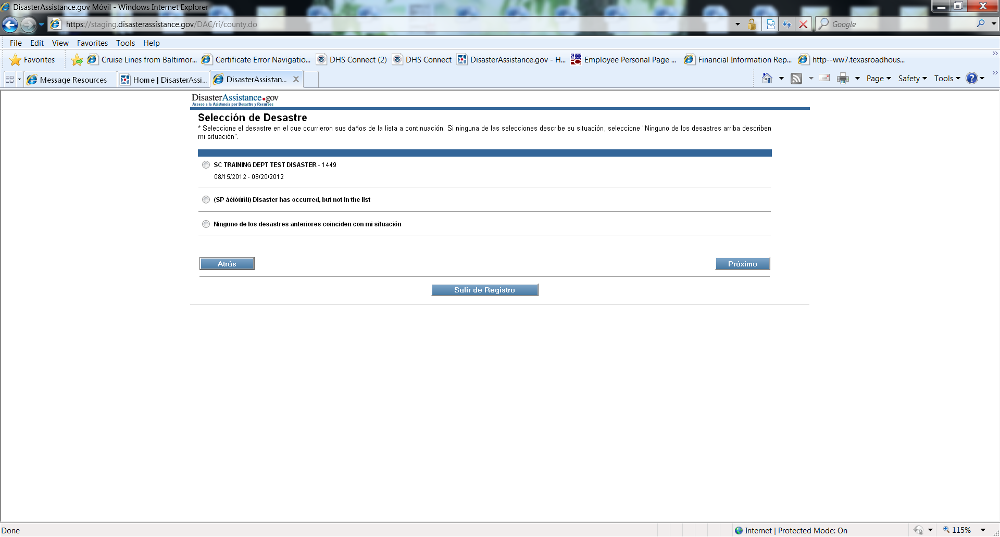 DisasterAssistance.gov Móvil - Windows Internet Explorer
https://staging.disasterassistance.gov/DAC/ri/county.do
Google
File Edit View Favorites Tools Help
Favorites Cruise Lines from Baltimor... Certificate Error Navigatio... DHS Connect (2) DHS Connect DisasterAssistance.gov - H... Employee Personal Page ... Financial Information Rep... http--ww7.texasroadhous...
Message Resources Home | DisasterAssi... DisasterAssistan... Page Safety Tools
DisasterAssistance.gov
Acceso a la Asistencia por Desastre y Recursos
Selección de Desastre
* Seleccione el desastre en el que ocurrieron sus daños de la lista a continuación. Si ninguna de las selecciones describe su situación, seleccione "Ninguno de los desastres arriba describen
mi situación".
SC TRAINING DEPT TEST DISASTER - 1449
08/15/2012 - 08/20/2012
(SP áéíóúñü) Disaster has occurred, but not in the list
Ninguno de los desastres anteriores coinciden con mi situación
Atrás Próximo
Salir de Registro
Done Internet | Protected Mode: On 115%